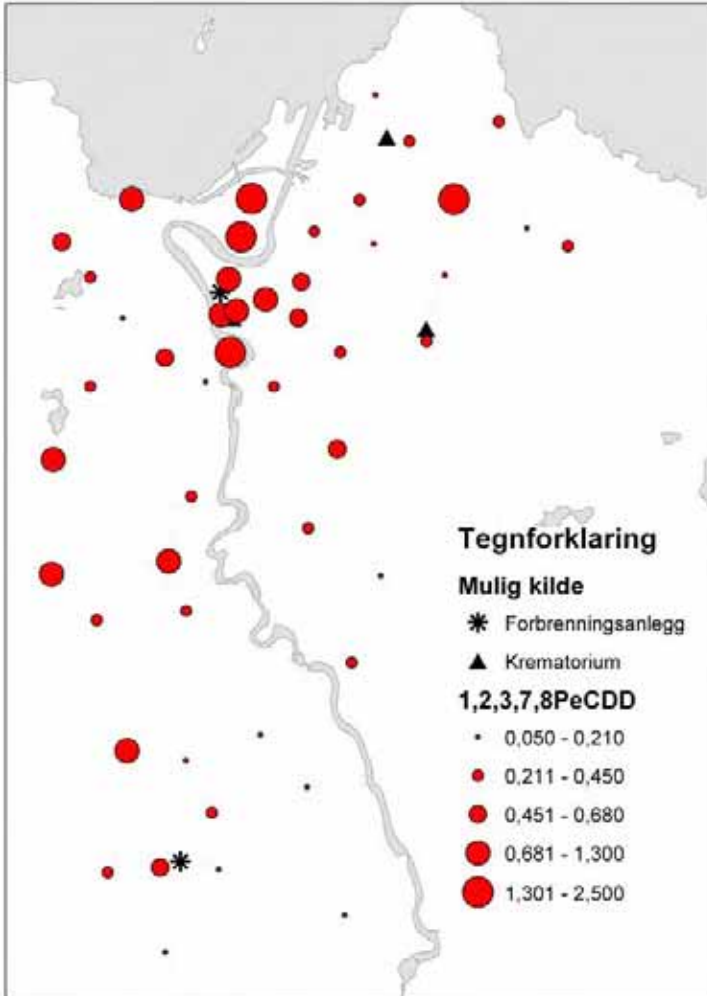 Tegnforklaring
Mulig kilde
Forbrenningsanlegg
Krematorium
1,2,3,7,8PeCDD
0,050 - 0,210
0,211 - 0,450
0,451 - 0,680
0,681 - 1,300
1,301 - 2,500